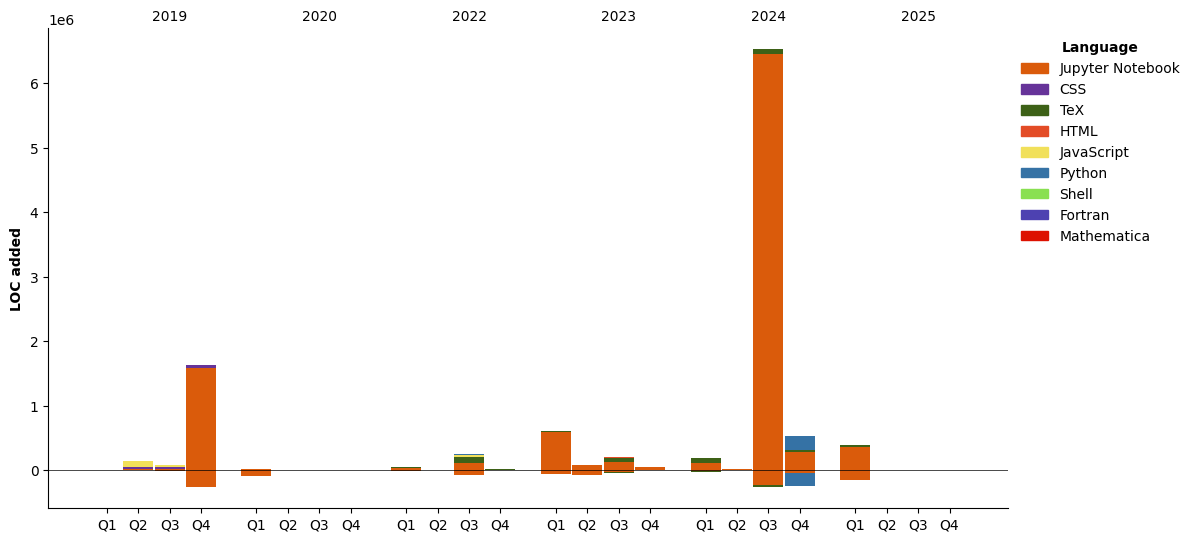 1e6
2019 2020 2022 2023 2024 2025
LOC added
6
5
4
3
2
1
0
Q1 Q2 Q3 Q4 Q1 Q2 Q3 Q4 Q1 Q2 Q3 Q4 Q1 Q2 Q3 Q4 Q1 Q2 Q3 Q4 Q1 Q2 Q3 Q4
Language
Jupyter Notebook
CSS
TeX
HTML
JavaScript
Python
Shell
Fortran
Mathematica